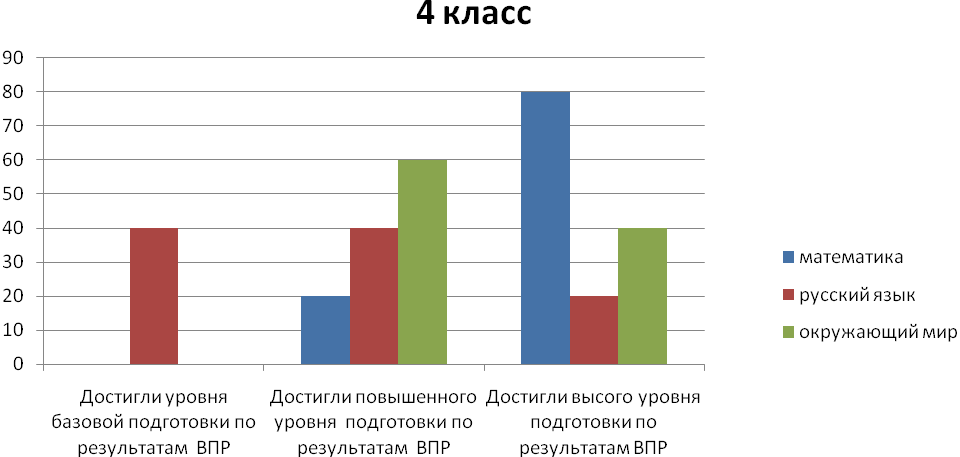 4 класс
90
80
70
60
50
40
30
20
10
0
Достигли уровня
базовой подготовки по
результатам ВПР
Достигли повышенного
уровня подготовки по
результатам ВПР
Достигли высого уровня
подготовки по
результатам ВПР
математика
русский язык
окружающий мир